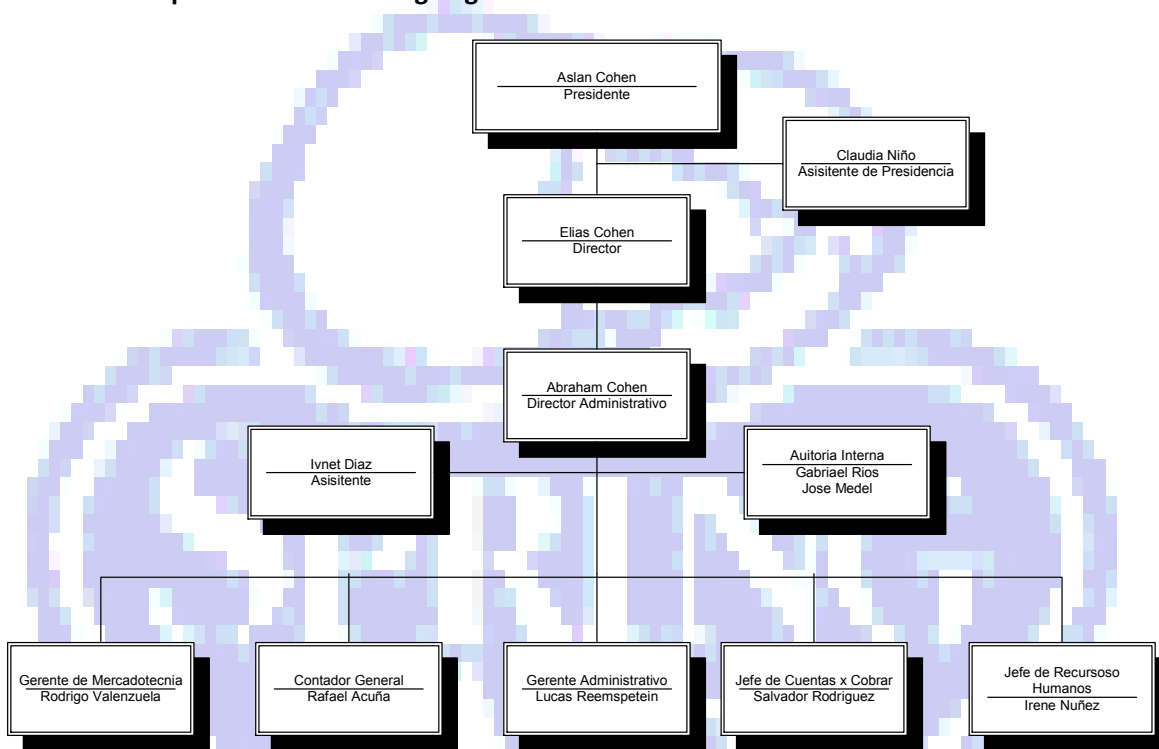 Aslan Cohen
Presidente
Claudia Niño
Asisitente de Presidencia
Elias Cohen
Director
Abraham Cohen
Director Administrativo
Ivnet Diaz
Asisitente
Auitoria Interna
Gabriael Rios
Jose Medel
Gerente de Mercadotecnia
Rodrigo Valenzuela
Contador General
Rafael Acuña
Gerente Administrativo
Lucas Reemspetein
Jefe de Cuentas x Cobrar
Salvador Rodriguez
Jefe de Recursoso
Humanos
Irene Nuñez